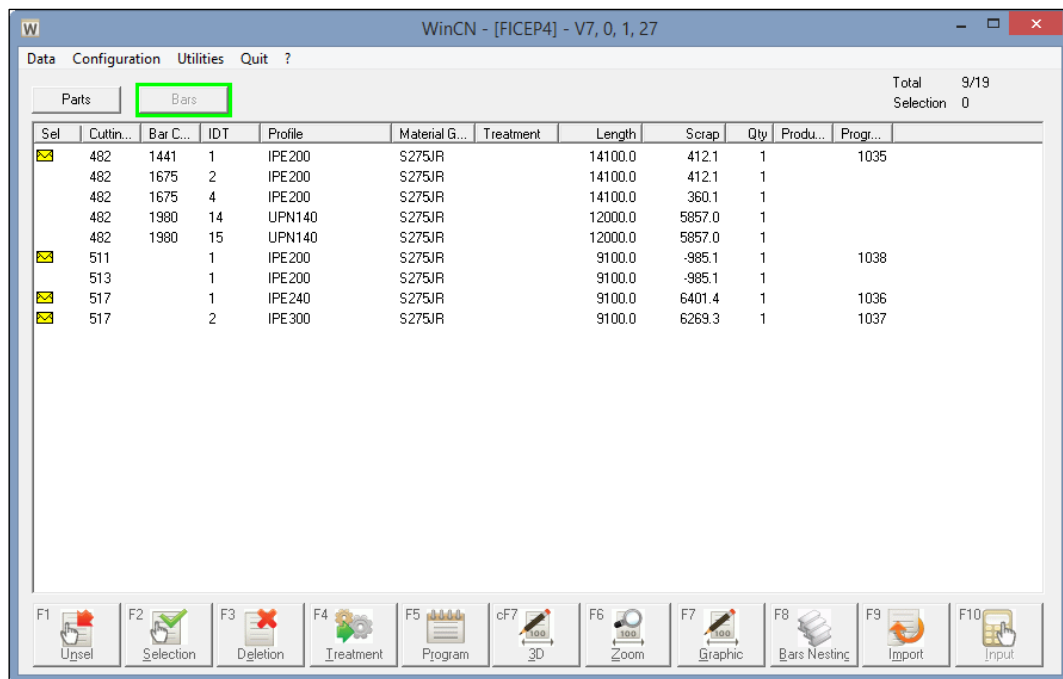 W WinCN - [FICEP4] - V7, 0, 1, 27
Data Configuration Utilities Quit ?
Parts Bars Total 9/19
Selection 0
Sel Cuttin... Bar C... IDT Profile Material G... Treatment Length Scrap Qty Produ... Progr...
482 1441 1 IPE200 S275JR 14100.0 412.1 1 1035
482 1675 2 IPE200 S275JR 14100.0 412.1 1
482 1675 4 IPE200 S275JR 14100.0 360.1 1
482 1980 14 UPN140 S275JR 12000.0 5857.0 1
482 1980 15 UPN140 S275JR 12000.0 5857.0 1
511 1 IPE200 S275JR 9100.0 -985.1 1 1038
513 1 IPE200 S275JR 9100.0 -985.1 1
517 1 IPE240 S275JR 9100.0 6401.4 1 1036
517 2 IPE300 S275JR 9100.0 6269.3 1 1037
F1 F2 F3 F4 F5 cF7 F6 F7 F8 F9 F10
100 100 100
Unsel Selection Deletion Treatment Program 3D Zoom Graphic Bars Nesting Import Input